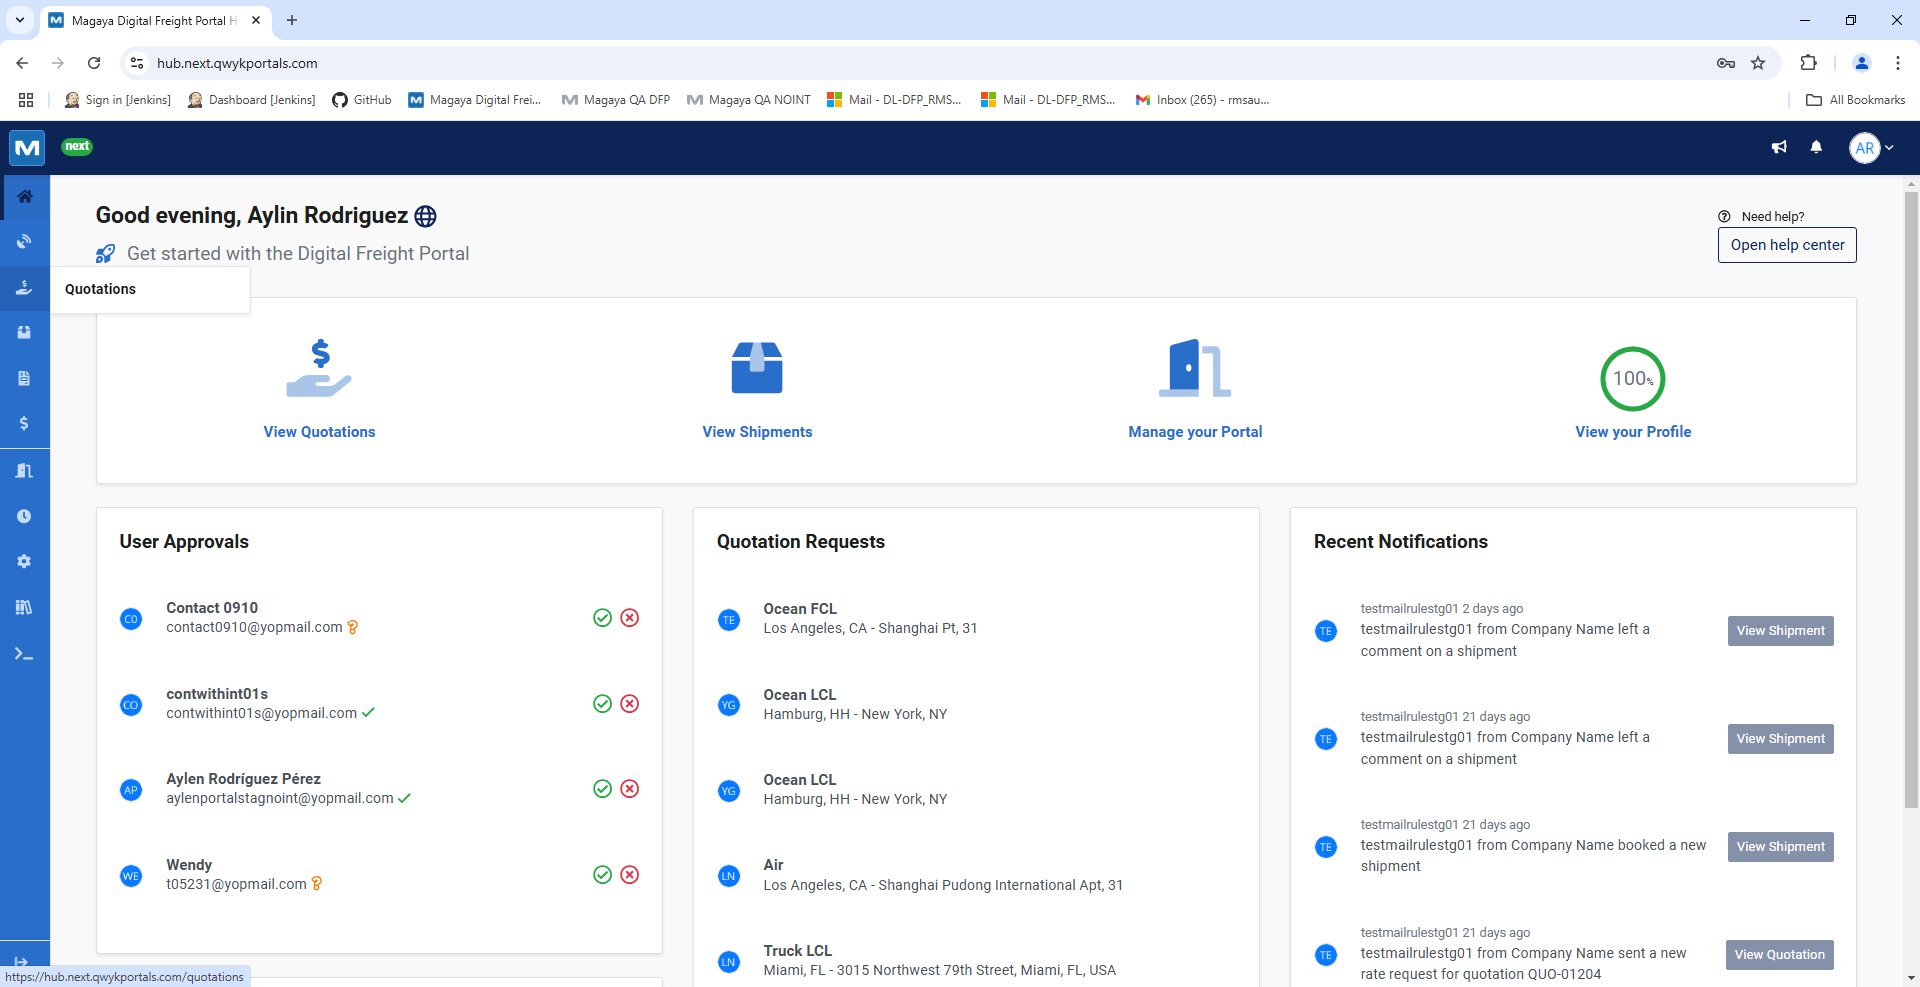 Magaya Digital Freight Portal H
hub.next.qwykportals.com
Sign in [Jenkins]
Dashboard [Jenkins]
GitHub
Magaya Digital Frei...
Magaya QA DFP
Magaya QA NOINT
Mail - DL-DFP_RMS...
Mail - DL-DFP_RMS...
Inbox (265) - rmsau...
All Bookmarks
next
AR
Good evening, Aylin Rodriguez
Get started with the Digital Freight Portal
Need help?
Open help center
Quotations
View Quotations
View Shipments
Manage your Portal
100%
View your Profile
User Approvals
C0
Contact 0910
contact0910@yopmail.com
CO
contwithint01s
contwithint01s@yopmail.com
AP
Aylen Rodríguez Pérez
aylenportalstagnoint@yopmail.com
WE
Wendy
t05231@yopmail.com
Quotation Requests
TE
Ocean FCL
Los Angeles, CA - Shanghai Pt, 31
YG
Ocean LCL
Hamburg, HH - New York, NY
YG
Ocean LCL
Hamburg, HH - New York, NY
LN
Air
Los Angeles, CA - Shanghai Pudong International Apt, 31
LN
Truck LCL
Miami, FL - 3015 Northwest 79th Street, Miami, FL, USA
Recent Notifications
TE
testmailrulestg01 2 days ago
testmailrulestg01 from Company Name left a
comment on a shipment
View Shipment
TE
testmailrulestg01 21 days ago
testmailrulestg01 from Company Name left a
comment on a shipment
View Shipment
TE
testmailrulestg01 21 days ago
testmailrulestg01 from Company Name booked a new
shipment
View Shipment
TE
testmailrulestg01 21 days ago
testmailrulestg01 from Company Name sent a new
rate request for quotation QUO-01204
View Quotation
https://hub.next.qwykportals.com/quotations